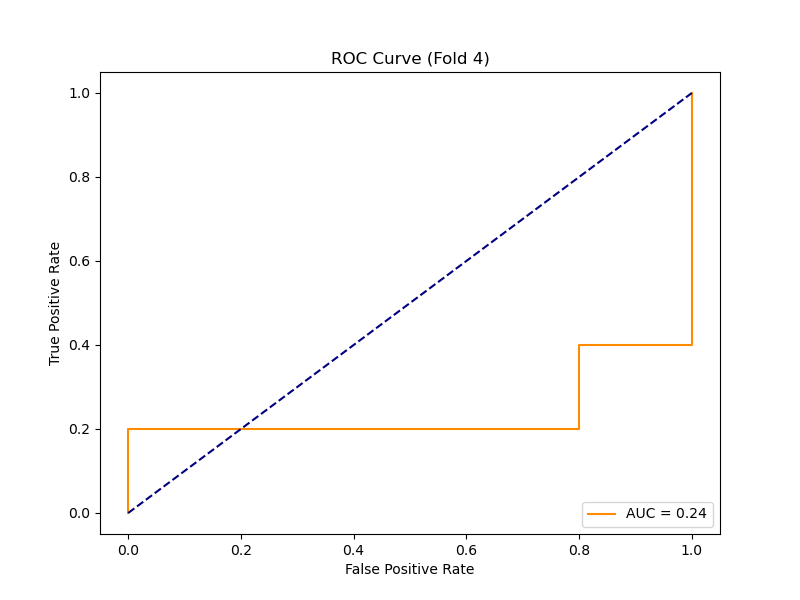 ROC Curve (Fold 4)
1.0
0.8
0.6
0.4
0.2
0.0
True Positive Rate
AUC = 0.24
0.0 0.2 0.4 0.6 0.8 1.0
False Positive Rate